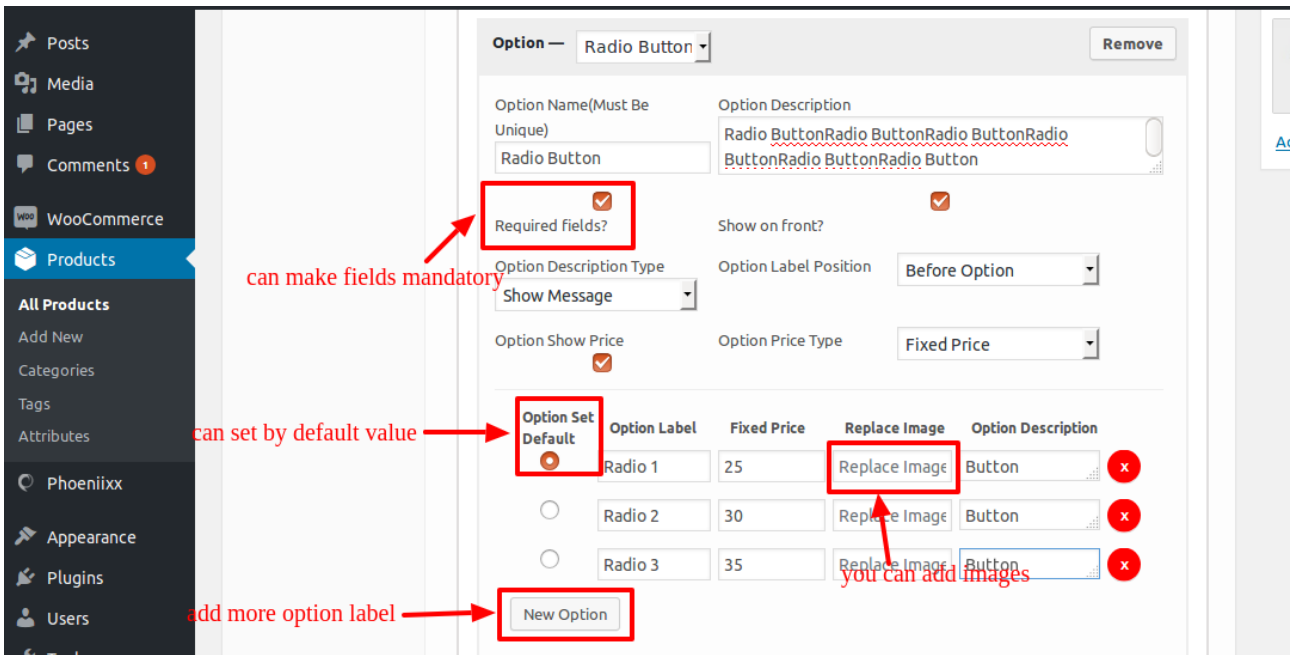 Posts
Media
Pages
Comments 1
WOO WooCommerce
Products
All Products
Add New
Categories
Tags
Attributes
Phoeniixx
Appearance
Plugins
Users
Option — Radio Button
Remove
Option Name(Must Be
Unique)
Radio Button
Option Description
Radio ButtonRadio ButtonRadio ButtonRadio
ButtonRadio ButtonRadio Button
Required fields?
Show on front?
can make fields mandatory
Option Description Type
Show Message
Option Label Position
Before Option
Option Show Price
Option Price Type
Fixed Price
can set by default value
Option Set
Default
Option Label
Fixed Price
Replace Image
Option Description
Radio 1
25
Replace Image
Button
x
Radio 2
30
Replace Image
Button
x
Radio 3
35
Replace Image
Button
x
you can add images
add more option label
New Option